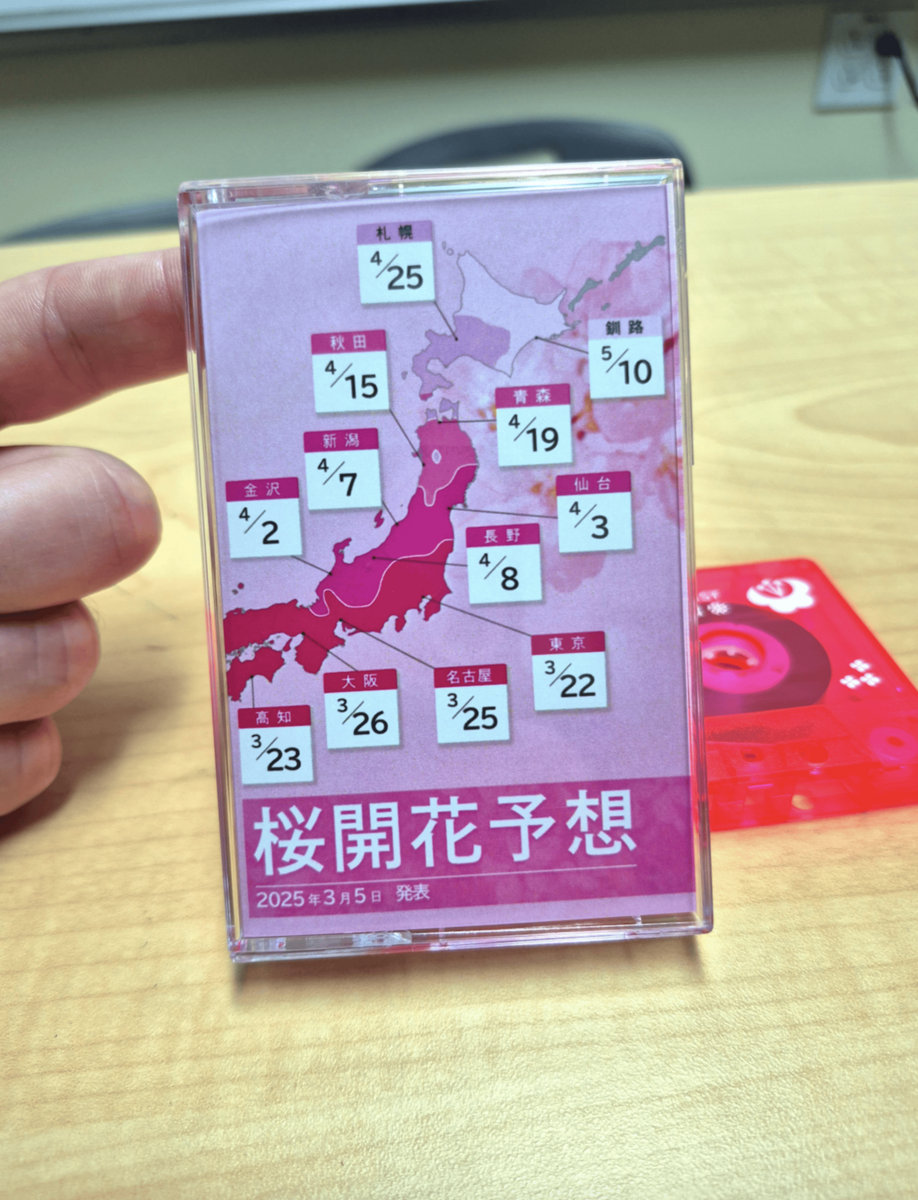 札幌
4/25
釧路
5/10
秋田
4/15
青森
4/19
新潟
4/7
仙台
4/3
金沢
4/2
長野
4/8
東京
3/22
大阪
3/26
名古屋
3/25
高知
3/23
桜開花予想
2025年3月5日 発表